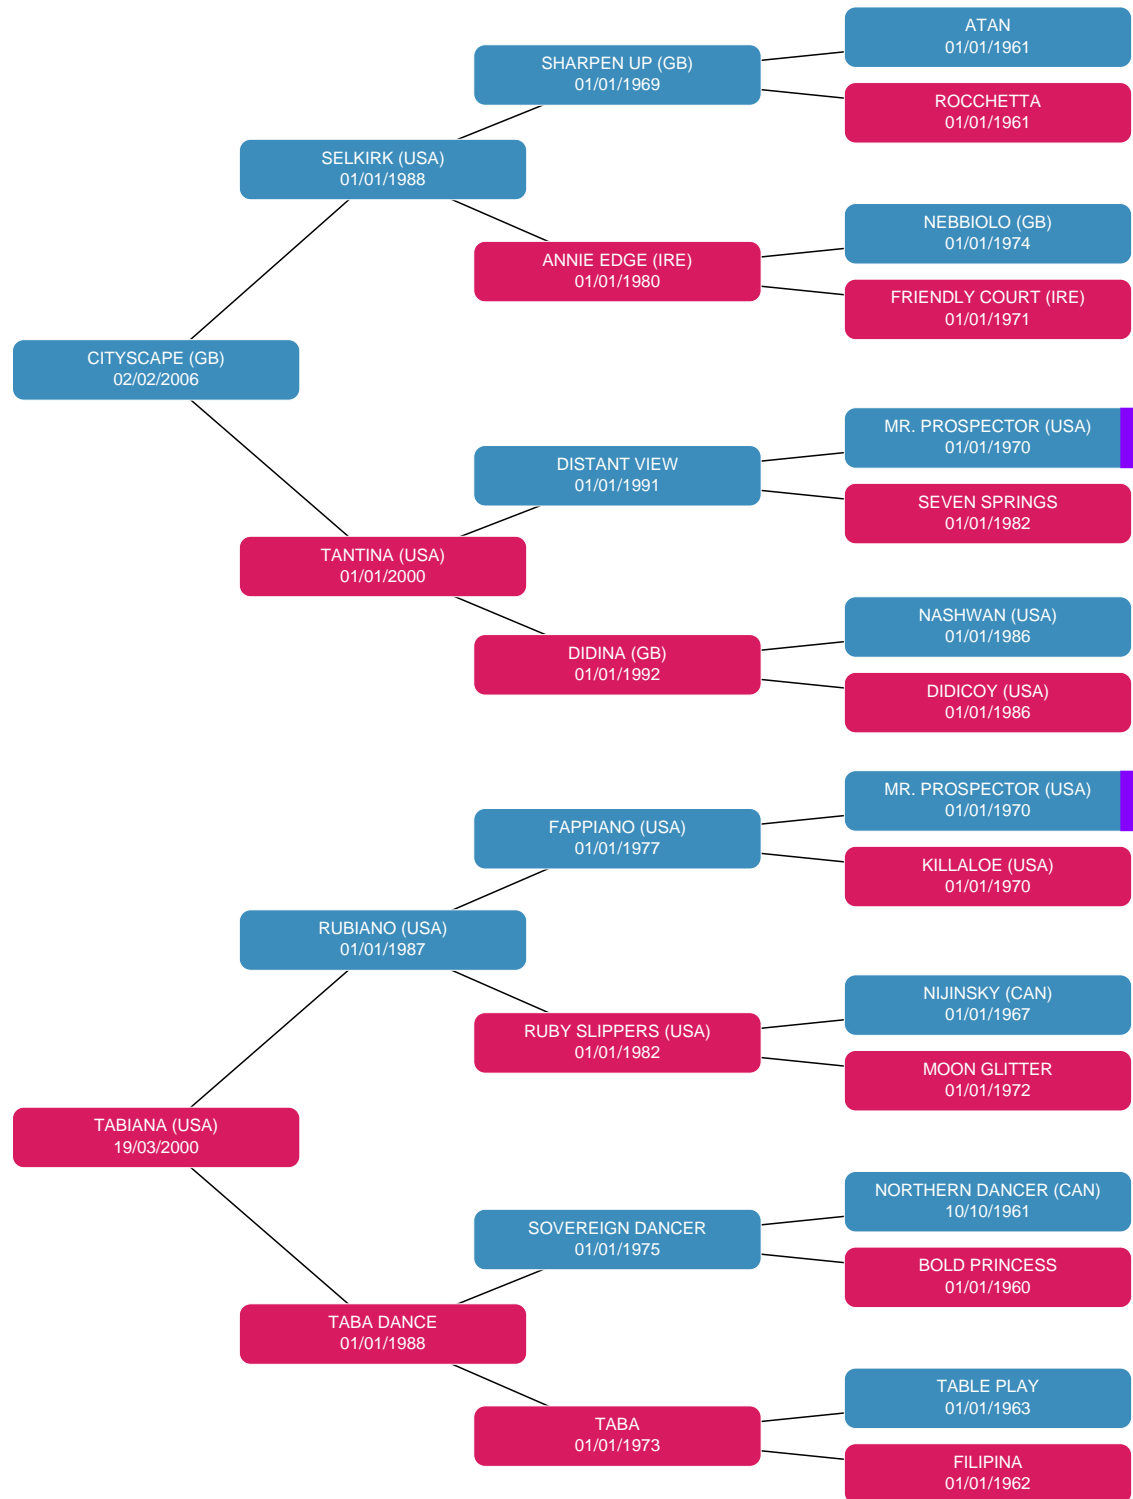 ATAN
01/01/1961
SHARPEN UP (GB)
01/01/1969
ROCCHETTA
01/01/1961
SELKIRK (USA)
01/01/1988
NEBBIOLO (GB)
01/01/1974
ANNIE EDGE (IRE)
01/01/1980
FRIENDLY COURT (IRE)
01/01/1971
CITYSCAPE (GB)
02/02/2006
MR. PROSPECTOR (USA)
01/01/1970
DISTANT VIEW
01/01/1991
SEVEN SPRINGS
01/01/1982
TANTINA (USA)
01/01/2000
NASHWAN (USA)
01/01/1986
DIDINA (GB)
01/01/1992
DIDICOY (USA)
01/01/1986
MR. PROSPECTOR (USA)
01/01/1970
FAPPIANO (USA)
01/01/1977
KILLALOE (USA)
01/01/1970
RUBIANO (USA)
01/01/1987
NIJINSKY (CAN)
01/01/1967
RUBY SLIPPERS (USA)
01/01/1982
MOON GLITTER
01/01/1972
TABIANA (USA)
19/03/2000
NORTHERN DANCER (CAN)
10/10/1961
SOVEREIGN DANCER
01/01/1975
BOLD PRINCESS
01/01/1960
TABA DANCE
01/01/1988
TABLE PLAY
01/01/1963
TABA
01/01/1973
FILIPINA
01/01/1962